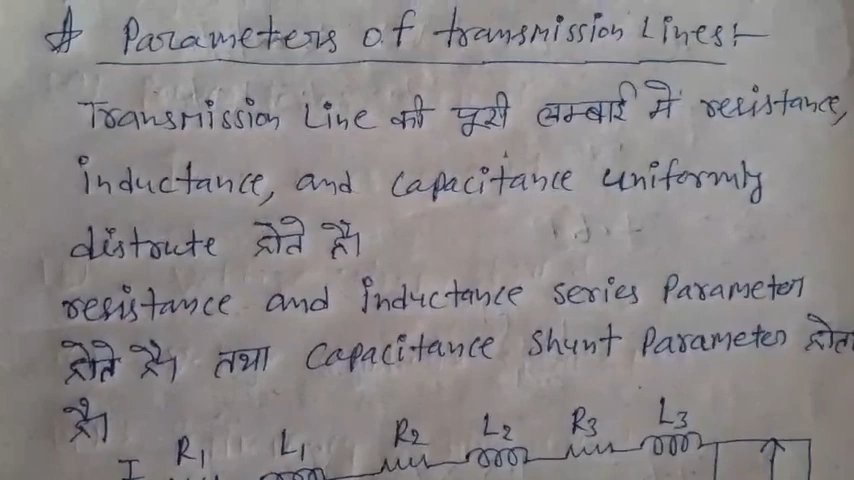 # Parameters of transmission Lines:-
Transmission Line की पूरी लम्बाई में resistance,
inductance, and capacitance uniformly
distrute होते है।
resistance and inductance series Parameter
होते है। तथा capacitance shunt Parameter होता
है।
I R1 L1 R2 L2 R3 L3